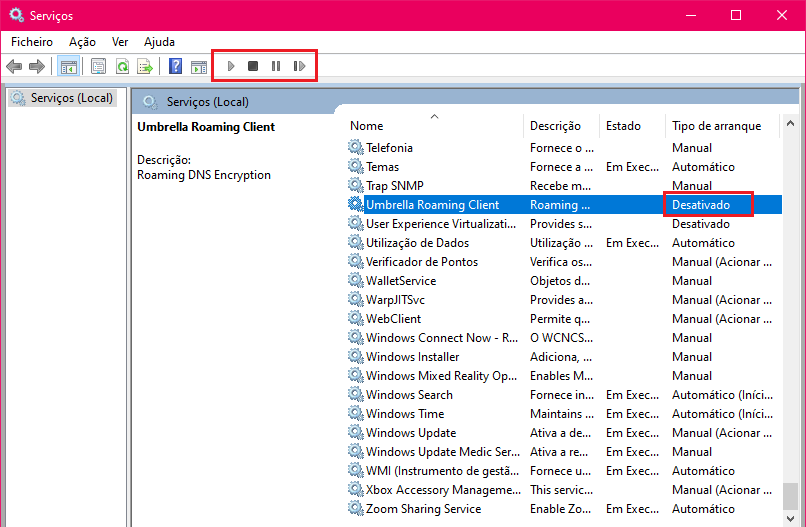 Serviços
Ficheiro Ação Ver Ajuda
Serviços (Local)
Serviços (Local)
Umbrella Roaming Client
Descrição:
Roaming DNS Encryption
Nome Descrição Estado Tipo de arranque
Telefonia Fornece o ... Manual
Temas Fornece a ... Em Exec... Automático
Trap SNMP Recebe m... Manual
Umbrella Roaming Client Roaming ... Desativado
User Experience Virtualizati... Provides s... Desativado
Utilização de Dados Utilização ... Em Exec... Automático
Verificador de Pontos Verifica os... Manual (Acionar ...
WalletService Objetos d... Manual
WarpJITSvc Provides a... Manual (Acionar ...
WebClient Permite q... Manual (Acionar ...
Windows Connect Now - R... O WCNCS... Manual
Windows Installer Adiciona, ... Manual
Windows Mixed Reality Op... Enables M... Manual
Windows Search Fornece in... Em Exec... Automático (Iníci...
Windows Time Maintains ... Em Exec... Automático (Iníci...
Windows Update Ativa a de... Em Exec... Manual (Acionar ...
Windows Update Medic Ser... Ativa a re... Em Exec... Manual
WMI (Instrumento de gestã... Fornece u... Em Exec... Automático
Xbox Accessory Manageme... This servic... Manual (Acionar ...
Zoom Sharing Service Enable Zo... Em Exec... Automático